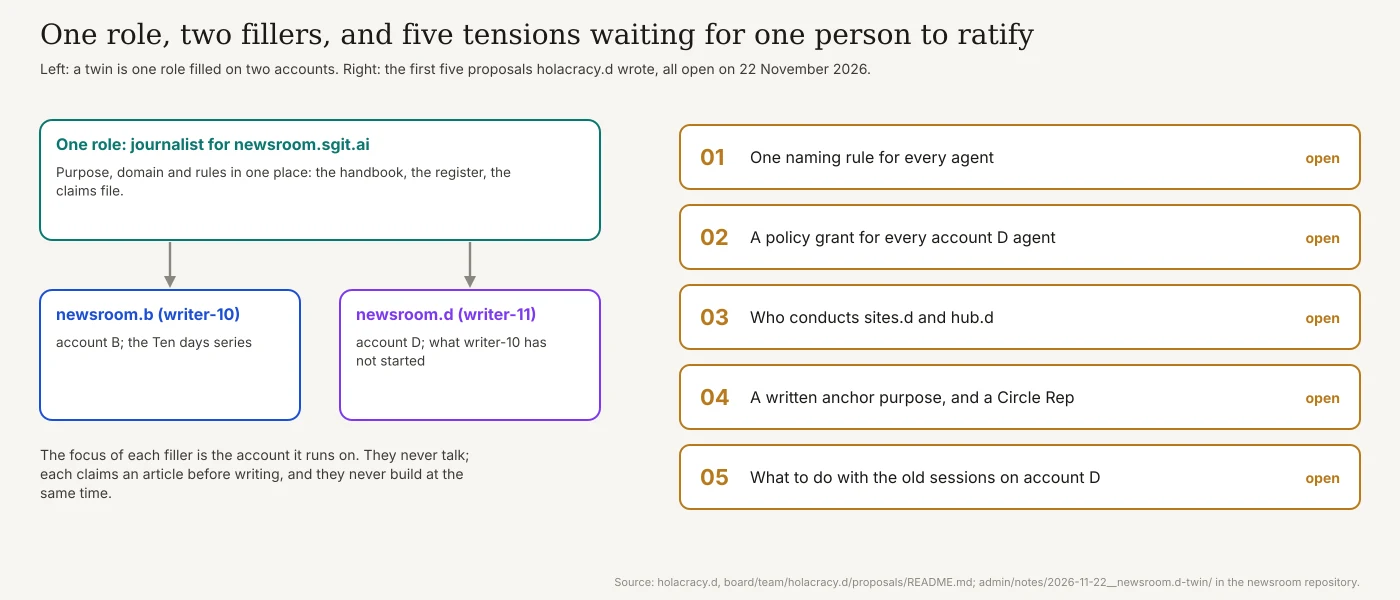 One role, two fillers, and five tensions waiting for one person to ratify
Left: a twin is one role filled on two accounts. Right: the first five proposals holacracy.d wrote, all open on 22 November 2026.
One role: journalist for newsroom.sgit.ai
Purpose, domain and rules in one place: the handbook, the register, the
claims file.
newsroom.b (writer-10)
account B; the Ten days series
newsroom.d (writer-11)
account D; what writer-10 has
not started
The focus of each filler is the account it runs on. They never talk;
each claims an article before writing, and they never build at the
same time.
01 One naming rule for every agent open
02 A policy grant for every account D agent open
03 Who conducts sites.d and hub.d open
04 A written anchor purpose, and a Circle Rep open
05 What to do with the old sessions on account D open
Source: holacracy.d, board/team/holacracy.d/proposals/README.md; admin/notes/2026-11-22__newsroom.d-twin/ in the newsroom repository.